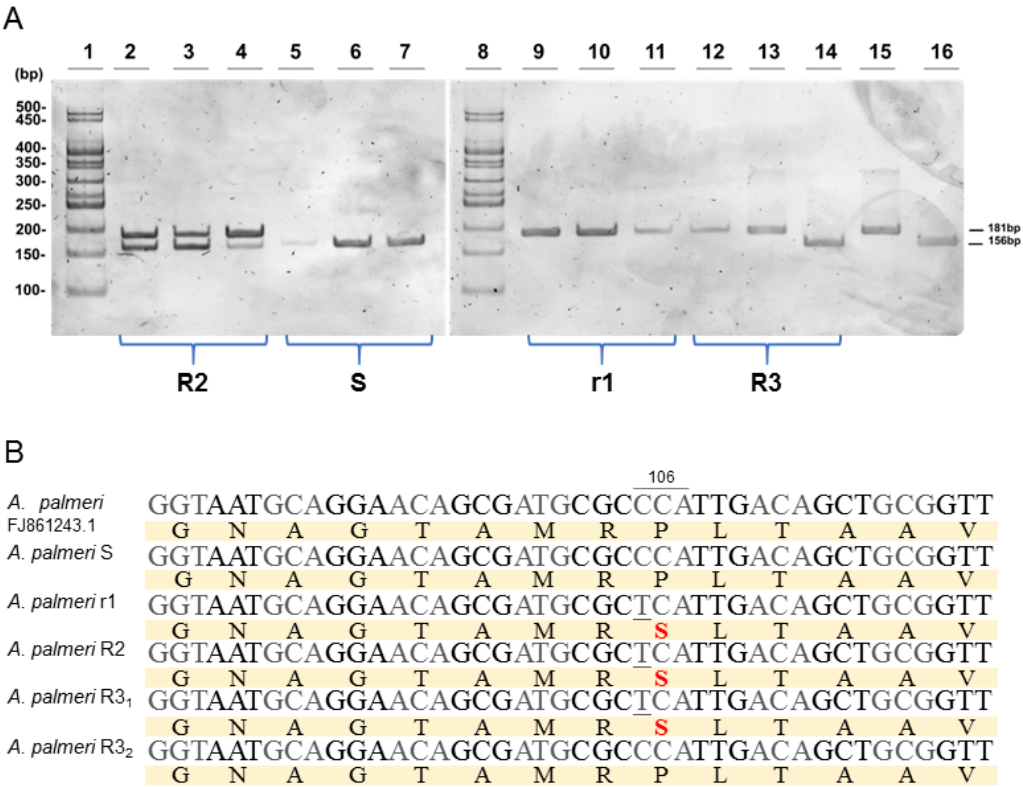 A
1 2 3 4 5 6 7 8 9 10 11 12 13 14 15 16
(bp)
500-
450-
400-
350-
300-
250-
200-
150-
100-
181bp
156bp
R2 S r1 R3
B
106
A. palmeri GGTAATGCAGGAACAGCGATGCGCCCATTGACAGCTGCGGTT
FJ861243.1 G N A G T A M R P L T A A V
A. palmeri S GGTAATGCAGGAACAGCGATGCGCCCATTGACAGCTGCGGTT
G N A G T A M R P L T A A V
A. palmeri r1 GGTAATGCAGGAACAGCGATGCGCTCATTGACAGCTGCGGTT
G N A G T A M R S L T A A V
A. palmeri R2 GGTAATGCAGGAACAGCGATGCGCTCATTGACAGCTGCGGTT
G N A G T A M R S L T A A V
A. palmeri R3₁ GGTAATGCAGGAACAGCGATGCGCTCATTGACAGCTGCGGTT
G N A G T A M R S L T A A V
A. palmeri R3₂ GGTAATGCAGGAACAGCGATGCGCCCATTGACAGCTGCGGTT
G N A G T A M R P L T A A V